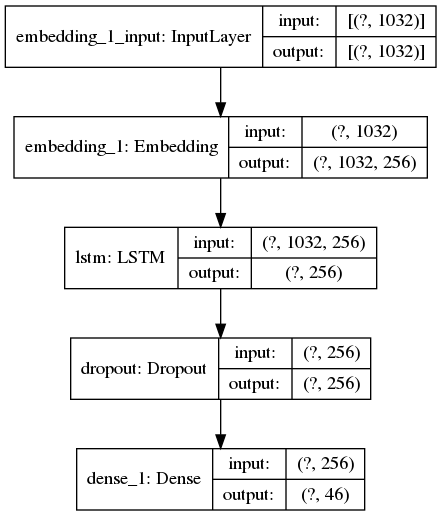 embedding_1_input: InputLayer
input: [(?, 1032)]
output: [(?, 1032)]
embedding_1: Embedding
input: (?, 1032)
output: (?, 1032, 256)
lstm: LSTM
input: (?, 1032, 256)
output: (?, 256)
dropout: Dropout
input: (?, 256)
output: (?, 256)
dense_1: Dense
input: (?, 256)
output: (?, 46)